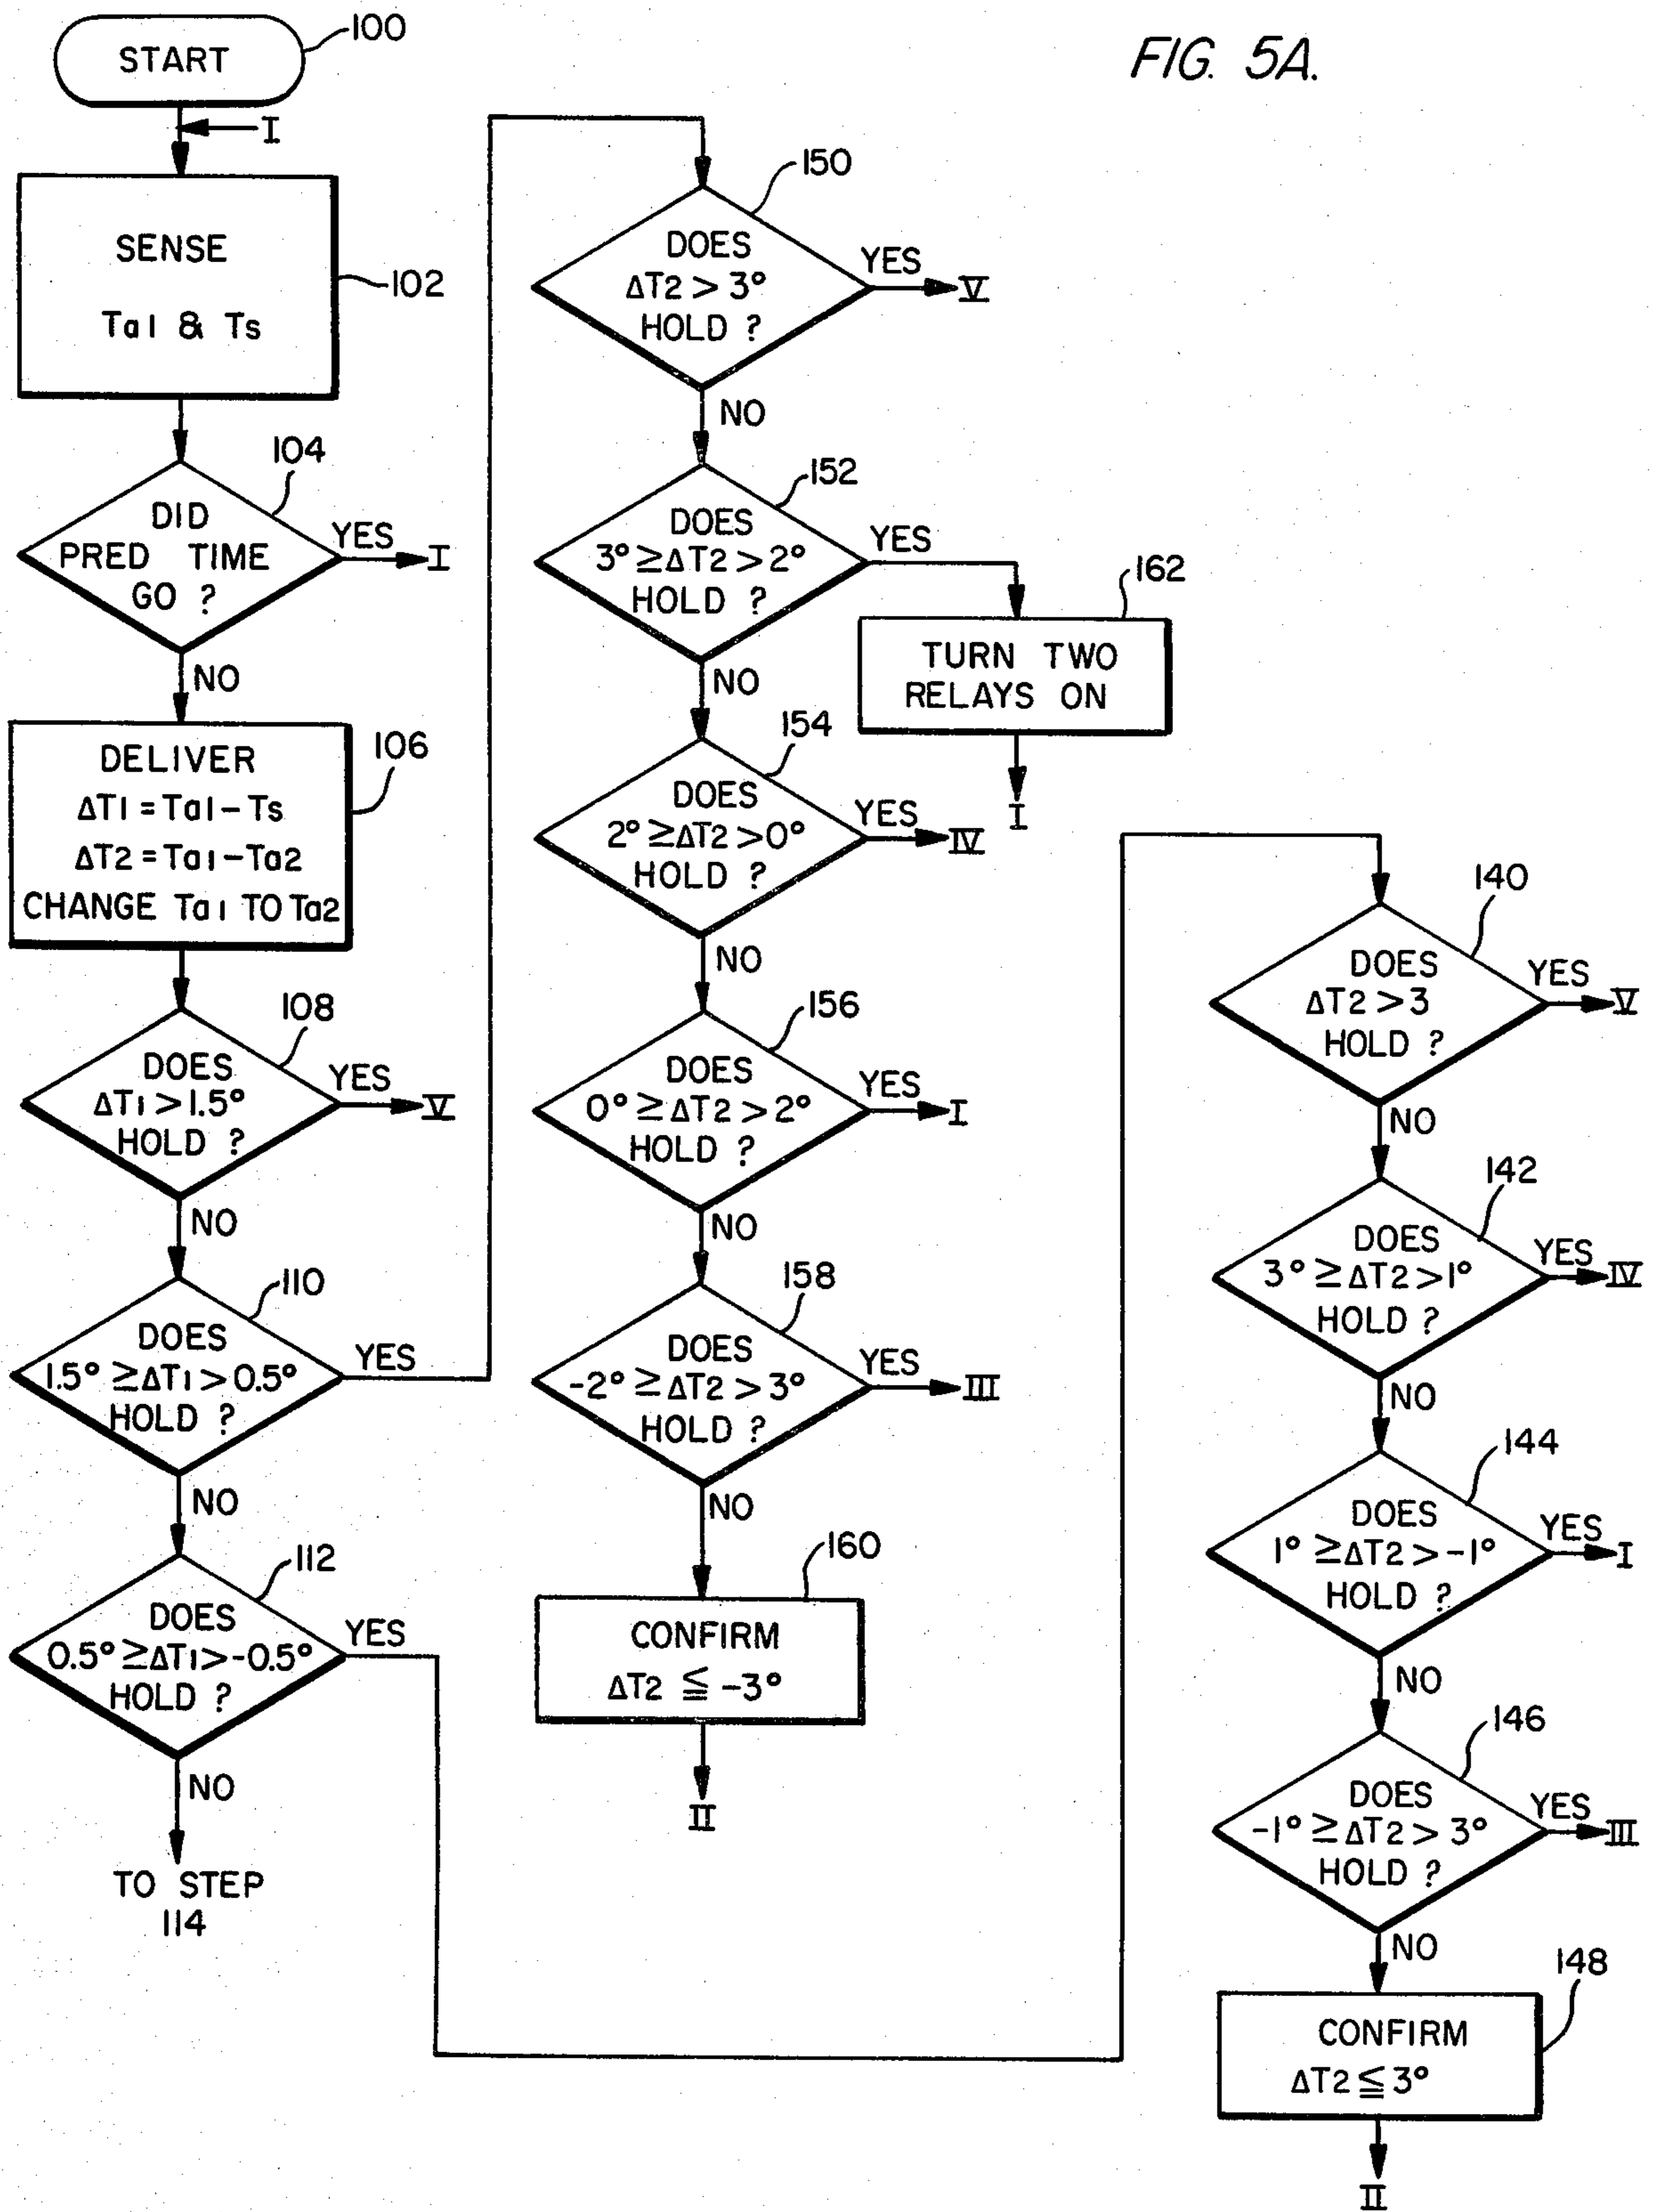 FIG. 5A.
START
100
I
SENSE
Ta1 & Ts
102
DID
PRED TIME
GO ?
104
YES
I
NO
DELIVER
ΔT1 = Ta1 - Ts
ΔT2 = Ta1 - Ta2
CHANGE Ta1 TO Ta2
106
DOES
ΔT1 > 1.5°
HOLD ?
108
YES
V
NO
DOES
1.5° ≧ ΔT1 > 0.5°
HOLD ?
110
YES
NO
DOES
0.5° ≧ ΔT1 > -0.5°
HOLD ?
112
YES
NO
TO STEP
114
DOES
ΔT2 > 3°
HOLD ?
150
YES
V
NO
DOES
3° ≧ ΔT2 > 2°
HOLD ?
152
YES
TURN TWO
RELAYS ON
162
I
NO
DOES
2° ≧ ΔT2 > 0°
HOLD ?
154
YES
IV
NO
DOES
0° ≧ ΔT2 > 2°
HOLD ?
156
YES
I
NO
DOES
-2° ≧ ΔT2 > 3°
HOLD ?
158
YES
III
NO
CONFIRM
ΔT2 ≦ -3°
160
II
DOES
ΔT2 > 3
HOLD ?
140
YES
V
NO
DOES
3° ≧ ΔT2 > 1°
HOLD ?
142
YES
IV
NO
DOES
1° ≧ ΔT2 > -1°
HOLD ?
144
YES
I
NO
DOES
-1° ≧ ΔT2 > 3°
HOLD ?
146
YES
III
NO
CONFIRM
ΔT2 ≦ 3°
148
II